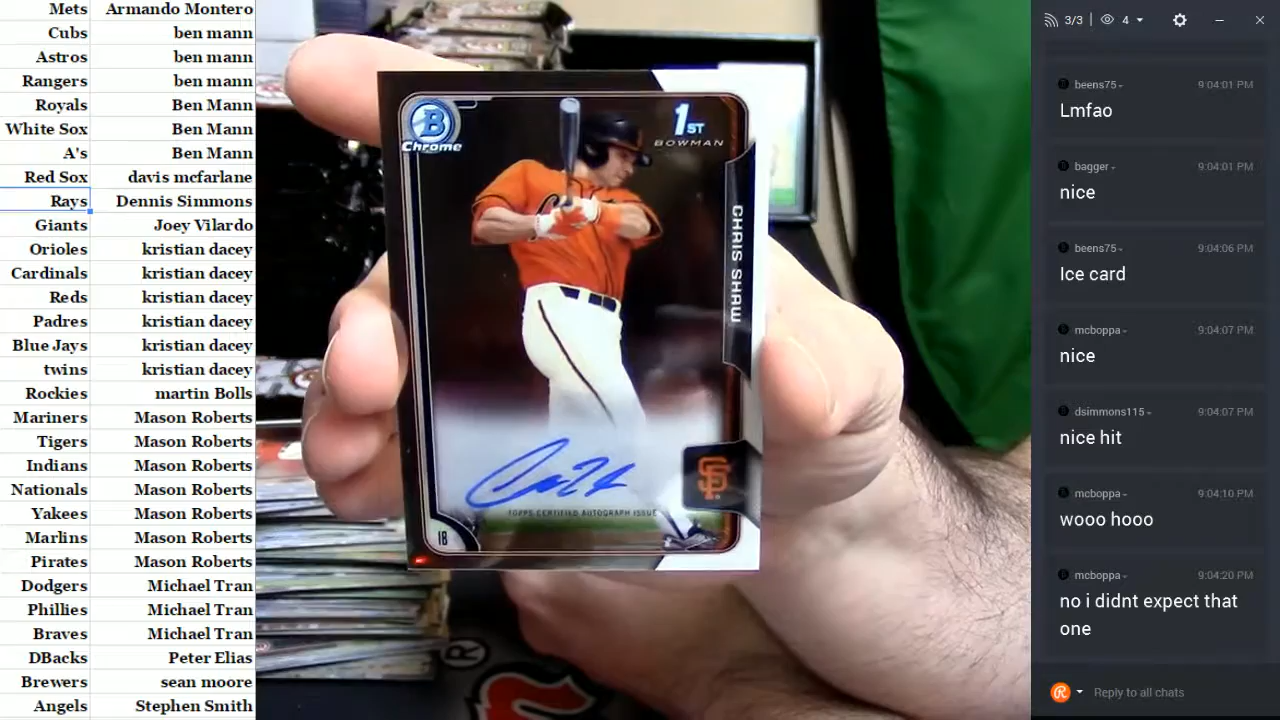 Mets Armando Montero
Cubs ben mann
Astros ben mann
Rangers ben mann
Royals Ben Mann
White Sox Ben Mann
A's Ben Mann
Red Sox davis mcfarlane
Rays Dennis Simmons
Giants Joey Vilardo
Orioles kristian dacey
Cardinals kristian dacey
Reds kristian dacey
Padres kristian dacey
Blue Jays kristian dacey
twins kristian dacey
Rockies martin Bolls
Mariners Mason Roberts
Tigers Mason Roberts
Indians Mason Roberts
Nationals Mason Roberts
Yakees Mason Roberts
Marlins Mason Roberts
Pirates Mason Roberts
Dodgers Michael Tran
Phillies Michael Tran
Braves Michael Tran
DBacks Peter Elias
Brewers sean moore
Angels Stephen Smith
B
Chrome
1ST
BOWMAN
CHRIS SHAW
SF
TOPPS CERTIFIED AUTOGRAPH ISSUE
18
®
3/3 4
beens75 9:04:01 PM
Lmfao
bagger 9:04:01 PM
nice
beens75 9:04:06 PM
Ice card
mcboppa 9:04:07 PM
nice
dsimmons115 9:04:07 PM
nice hit
mcboppa 9:04:10 PM
wooo hooo
mcboppa 9:04:20 PM
no i didnt expect that
one
Reply to all chats